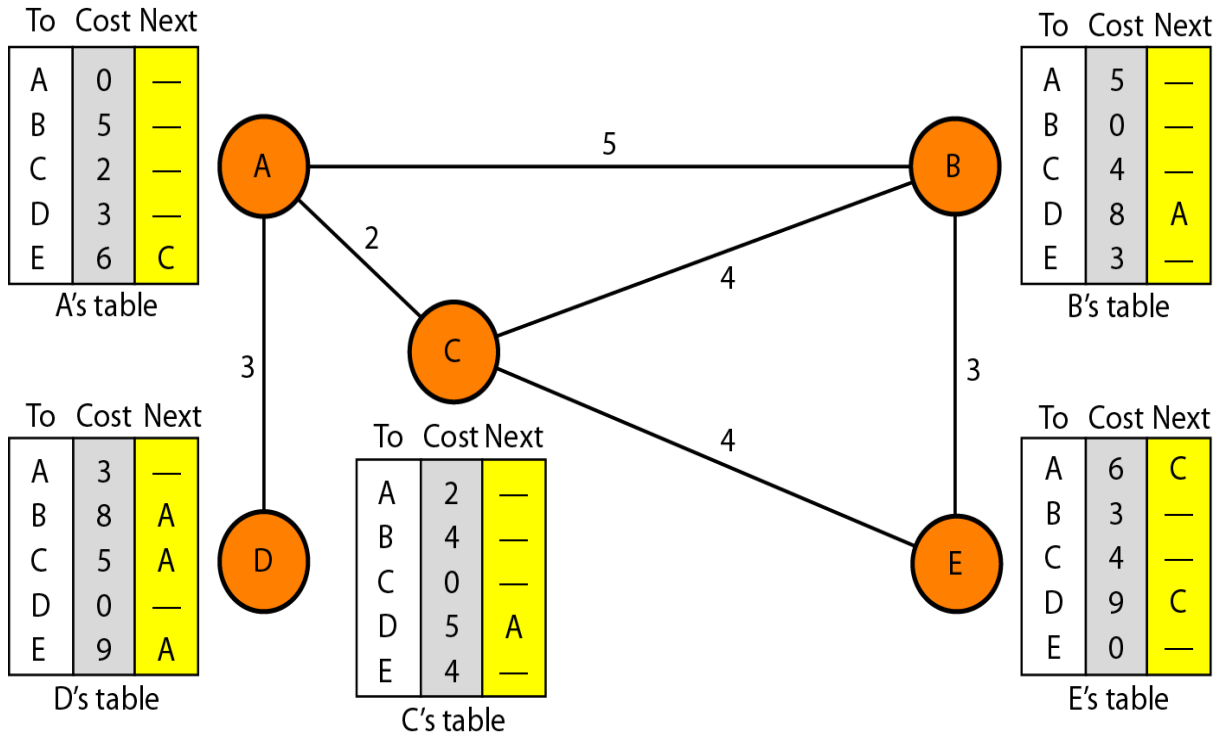 To Cost Next
A 0 —
B 5 —
C 2 —
D 3 —
E 6 C
A's table
To Cost Next
A 5 —
B 0 —
C 4 —
D 8 A
E 3 —
B's table
A
5
B
2
4
C
3
3
4
D
E
To Cost Next
A 3 —
B 8 A
C 5 A
D 0 —
E 9 A
D's table
To Cost Next
A 2 —
B 4 —
C 0 —
D 5 A
E 4 —
C's table
To Cost Next
A 6 C
B 3 —
C 4 —
D 9 C
E 0 —
E's table